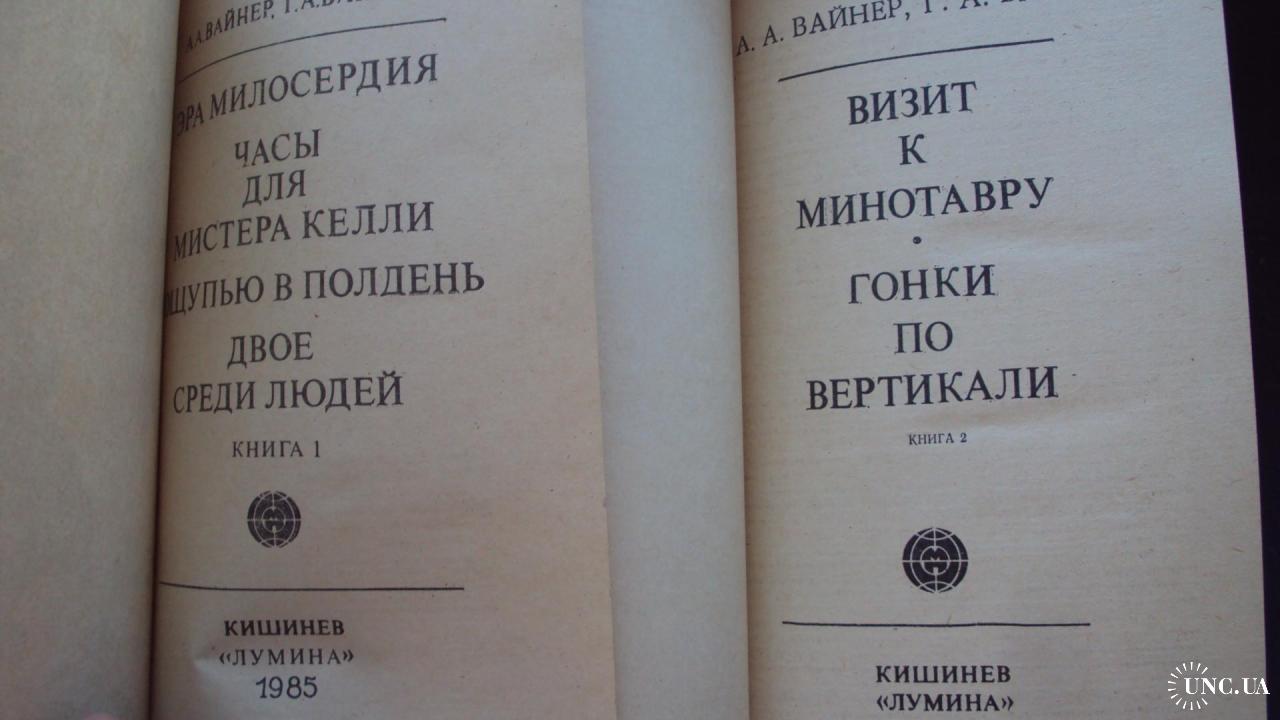 А.А.ВАЙНЕР, Г.А.
ЭРА МИЛОСЕРДИЯ
ЧАСЫ
ДЛЯ
МИСТЕРА КЕЛЛИ
ЩУПЬЮ В ПОЛДЕНЬ
ДВОЕ
СРЕДИ ЛЮДЕЙ
КНИГА 1
КИШИНЕВ
«ЛУМИНА»
1985
А. А. ВАЙНЕР, Г. А.
ВИЗИТ
К
МИНОТАВРУ
•
ГОНКИ
ПО
ВЕРТИКАЛИ
КНИГА 2
КИШИНЕВ
«ЛУМИНА»
UNC.UA